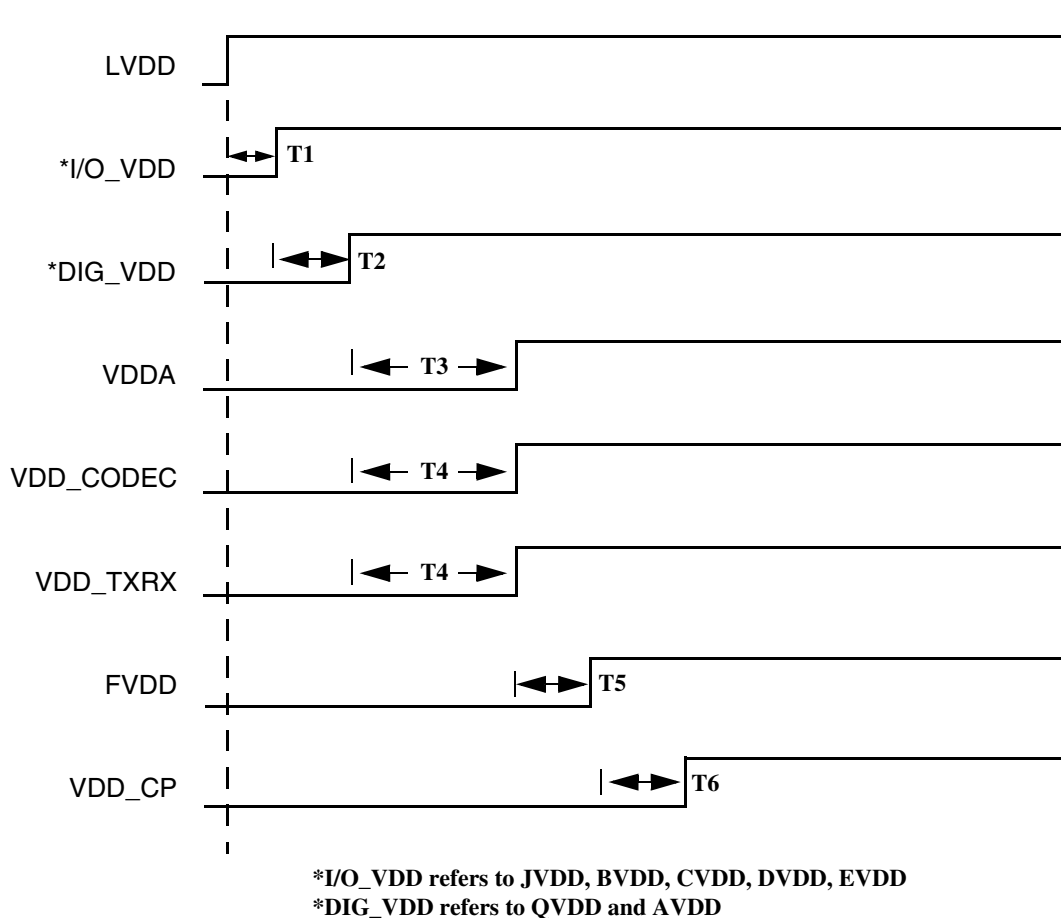 LVDD
*I/O_VDD
T1
*DIG_VDD
T2
VDDA
T3
VDD_CODEC
T4
VDD_TXRX
T4
FVDD
T5
VDD_CP
T6
*I/O_VDD refers to JVDD, BVDD, CVDD, DVDD, EVDD
*DIG_VDD refers to QVDD and AVDD